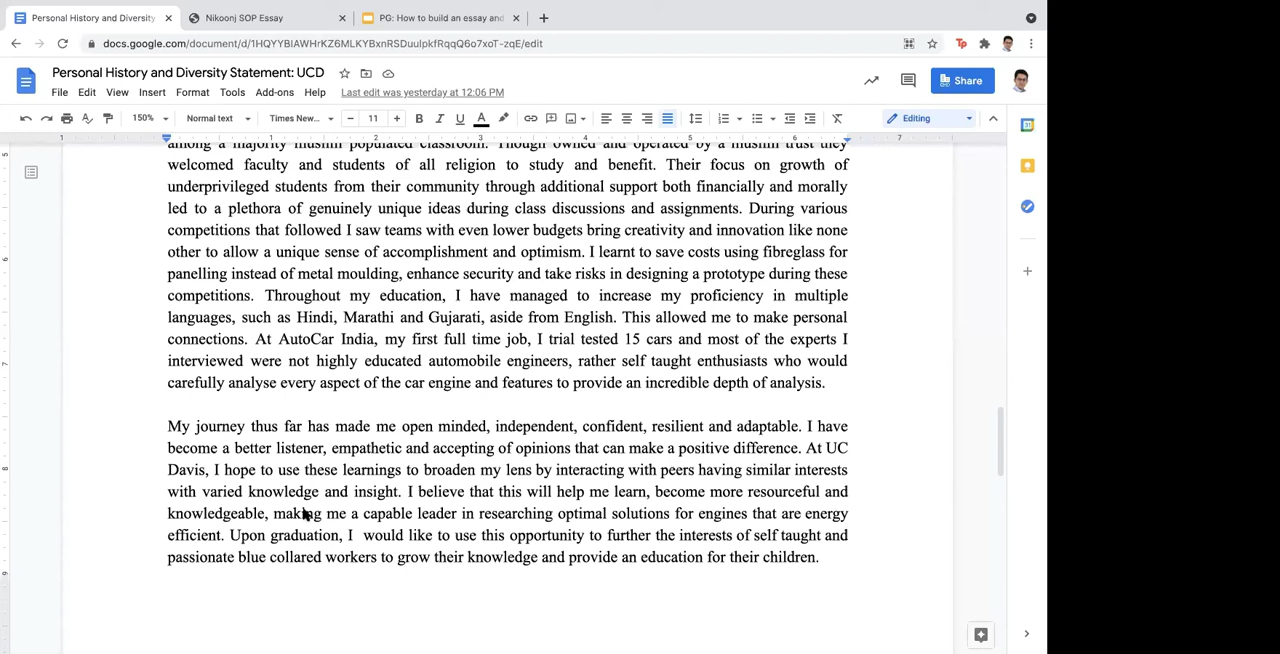 Personal History and Diversity
Nikoonj SOP Essay
PG: How to build an essay and
docs.google.com/document/d/1HQYYBIAWHrKZ6MLKYBxnRSDuulpkfRqqQ6o7xoT-zqE/edit
Personal History and Diversity Statement: UCD
Share
File Edit View Insert Format Tools Add-ons Help Last edit was yesterday at 12:06 PM
150% Normal text Times New... 11 B I U A Editing
1 1 2 3 4 5 6 7
among a majority muslim populated classroom. Though owned and operated by a muslim trust they
welcomed faculty and students of all religion to study and benefit. Their focus on growth of
underprivileged students from their community through additional support both financially and morally
led to a plethora of genuinely unique ideas during class discussions and assignments. During various
competitions that followed I saw teams with even lower budgets bring creativity and innovation like none
other to allow a unique sense of accomplishment and optimism. I learnt to save costs using fibreglass for
panelling instead of metal moulding, enhance security and take risks in designing a prototype during these
competitions. Throughout my education, I have managed to increase my proficiency in multiple
languages, such as Hindi, Marathi and Gujarati, aside from English. This allowed me to make personal
connections. At AutoCar India, my first full time job, I trial tested 15 cars and most of the experts I
interviewed were not highly educated automobile engineers, rather self taught enthusiasts who would
carefully analyse every aspect of the car engine and features to provide an incredible depth of analysis.
My journey thus far has made me open minded, independent, confident, resilient and adaptable. I have
become a better listener, empathetic and accepting of opinions that can make a positive difference. At UC
Davis, I hope to use these learnings to broaden my lens by interacting with peers having similar interests
with varied knowledge and insight. I believe that this will help me learn, become more resourceful and
knowledgeable, making me a capable leader in researching optimal solutions for engines that are energy
efficient. Upon graduation, I would like to use this opportunity to further the interests of self taught and
passionate blue collared workers to grow their knowledge and provide an education for their children.